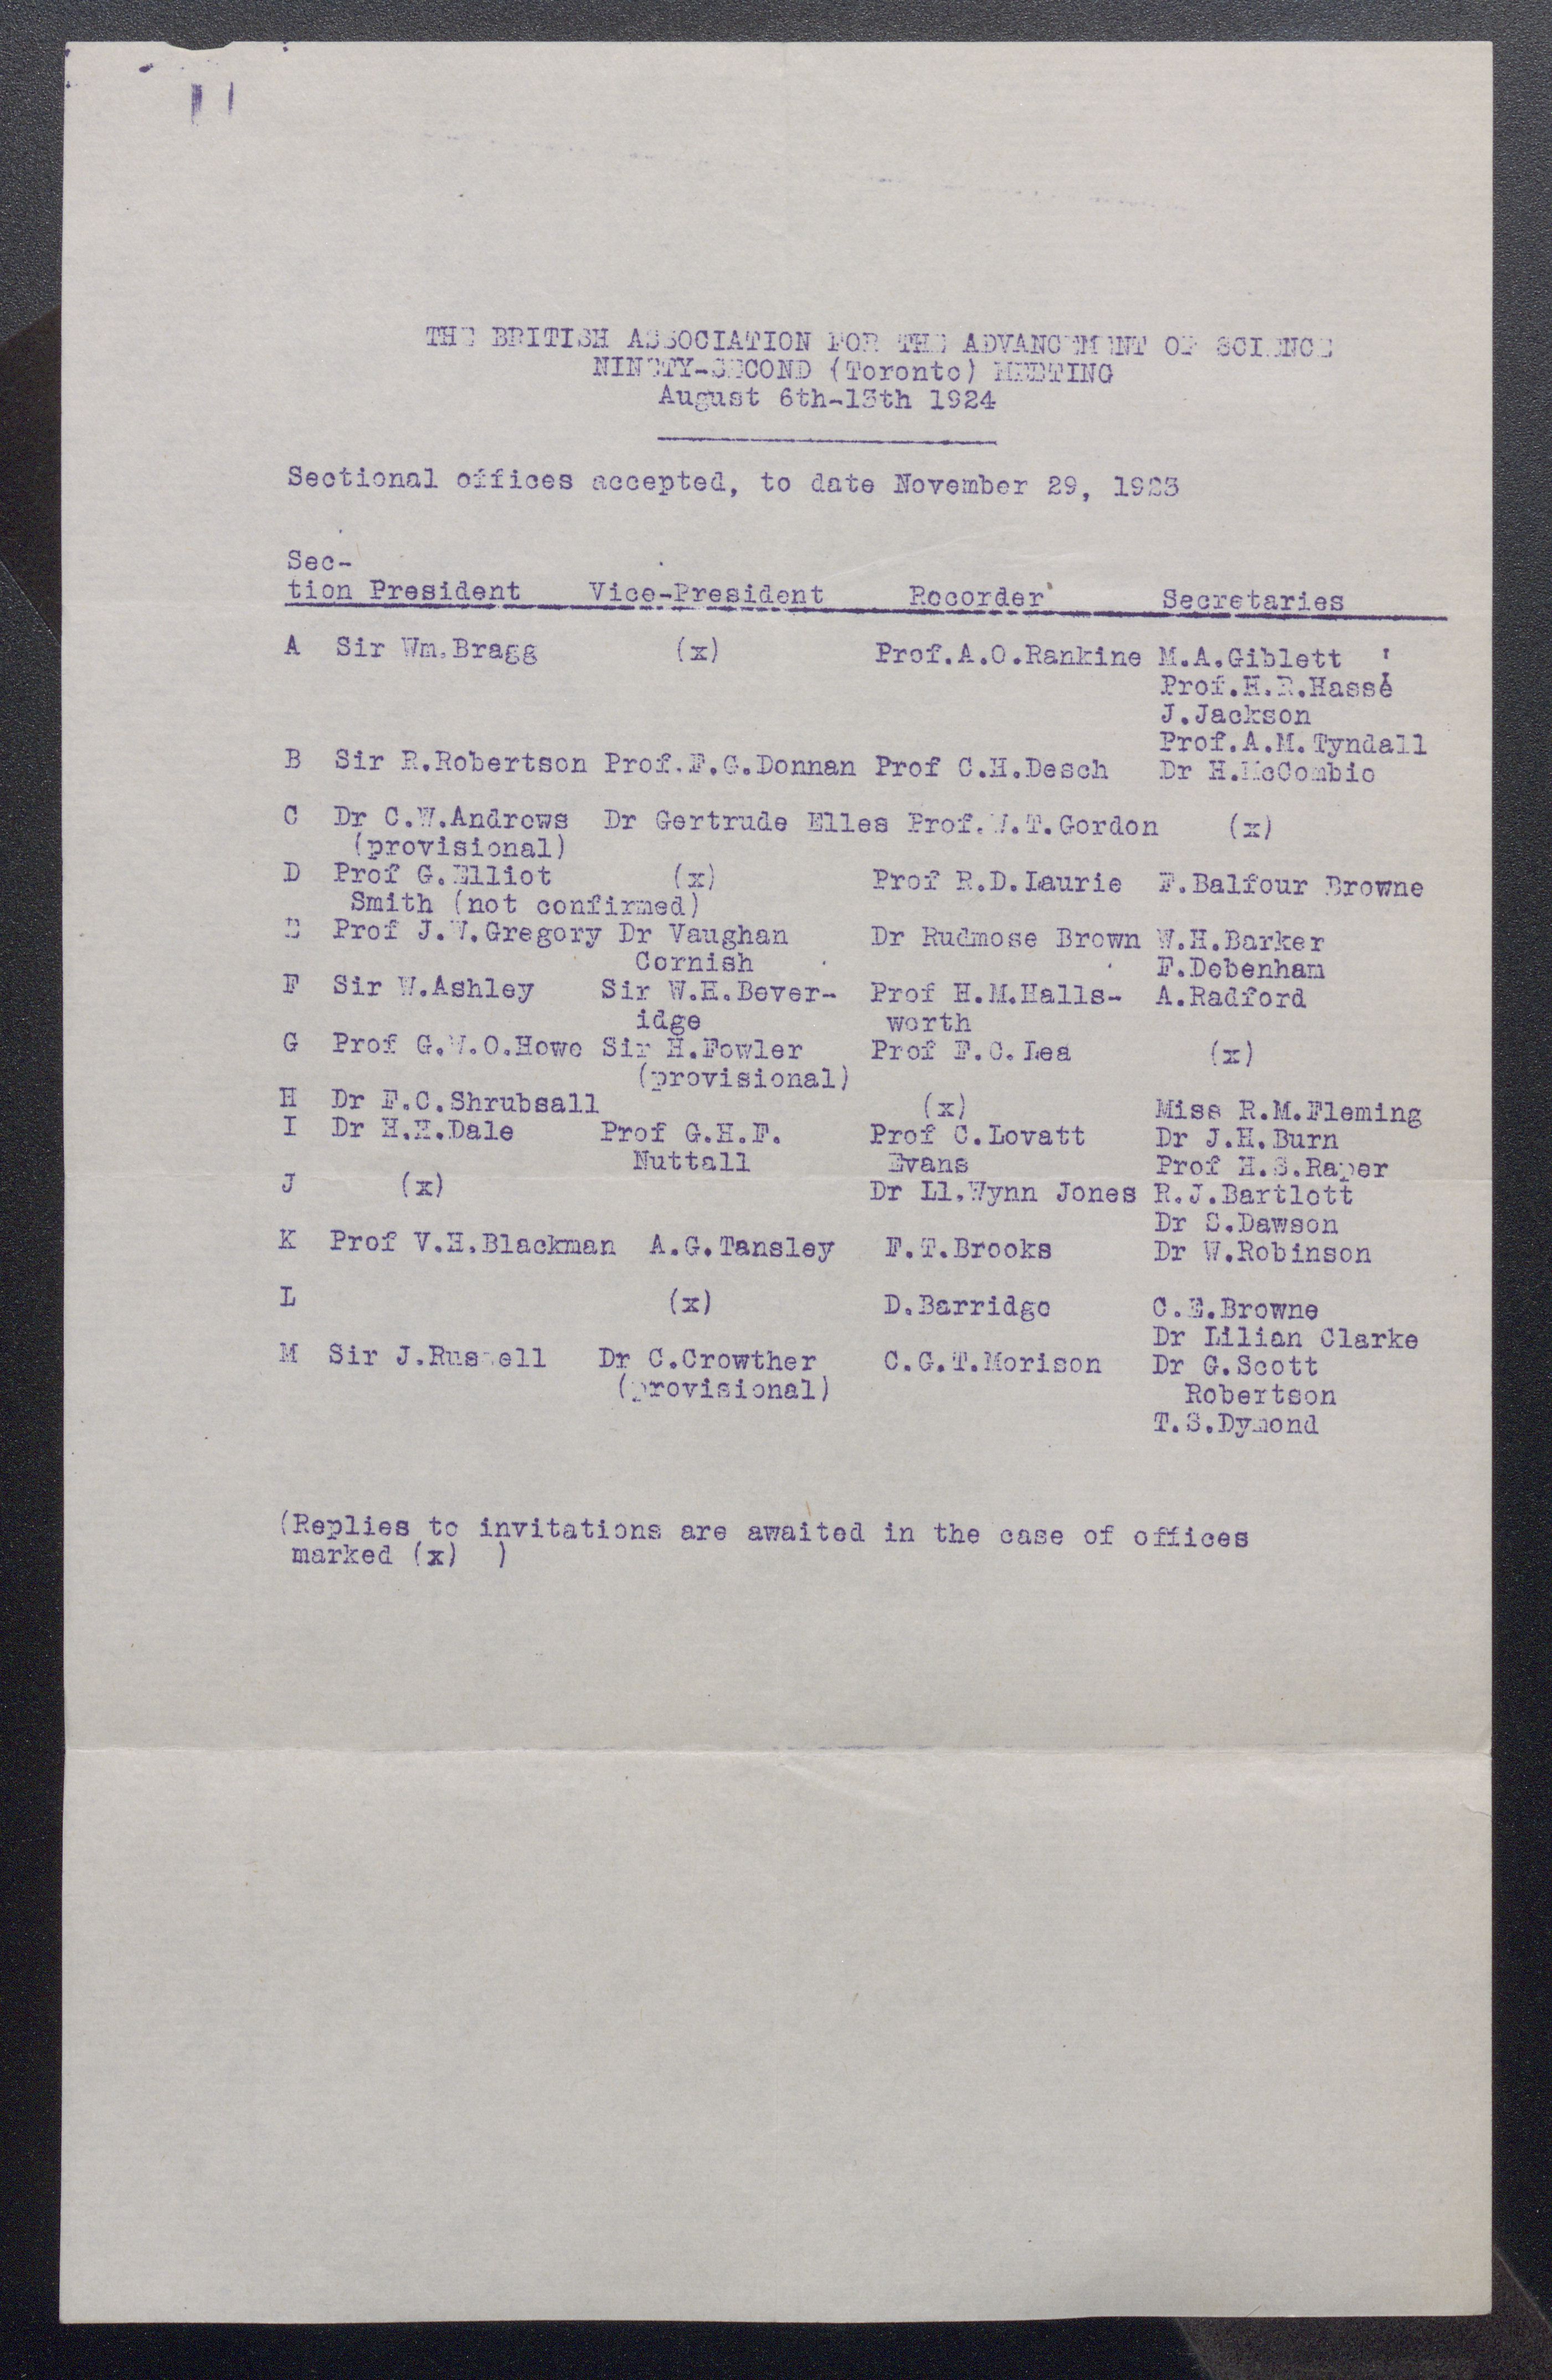 THE BRITISH ASSOCIATION FOR THE ADVANCEMENT OF SCIENCE
NINETY-SECOND (Toronto) MEETING
August 6th-13th 1924
Sectional offices accepted, to date November 29, 1923
Sec-
tion President Vice-President Recorder Secretaries
A Sir Wm.Bragg (x) Prof.A.O.Rankine M.A.Giblett
Prof.H.R.Hassé
J.Jackson
Prof.A.M.Tyndall
B Sir R.Robertson Prof.F.G.Donnan Prof C.H.Desch Dr H.McCombie
C Dr C.W.Andrews Dr Gertrude Elles Prof.W.T.Gordon (x)
(provisional)
D Prof G.Elliot (x) Prof R.D.Laurie F.Balfour Browne
Smith (not confirmed)
E Prof J.W.Gregory Dr Vaughan Dr Rudmose Brown W.H.Barker
Cornish F.Debenham
F Sir W.Ashley Sir W.H.Bever- Prof H.M.Halls- A.Radford
idge worth
G Prof G.W.O.Howe Sir H.Fowler Prof F.C.Lea (x)
(provisional)
H Dr F.C.Shrubsall (x) Miss R.M.Fleming
I Dr H.H.Dale Prof G.H.F. Prof C.Lovatt Dr J.H.Burn
Nuttall Evans Prof H.S.Raper
J (x) Dr Ll.Wynn Jones R.J.Bartlett
Dr S.Dawson
K Prof V.H.Blackman A.G.Tansley F.T.Brooks Dr W.Robinson
L (x) D.Barridge C.E.Browne
Dr Lilian Clarke
M Sir J.Russell Dr C.Crowther C.G.T.Morison Dr G.Scott
(provisional) Robertson
T.S.Dymond
(Replies to invitations are awaited in the case of offices
marked (x) )